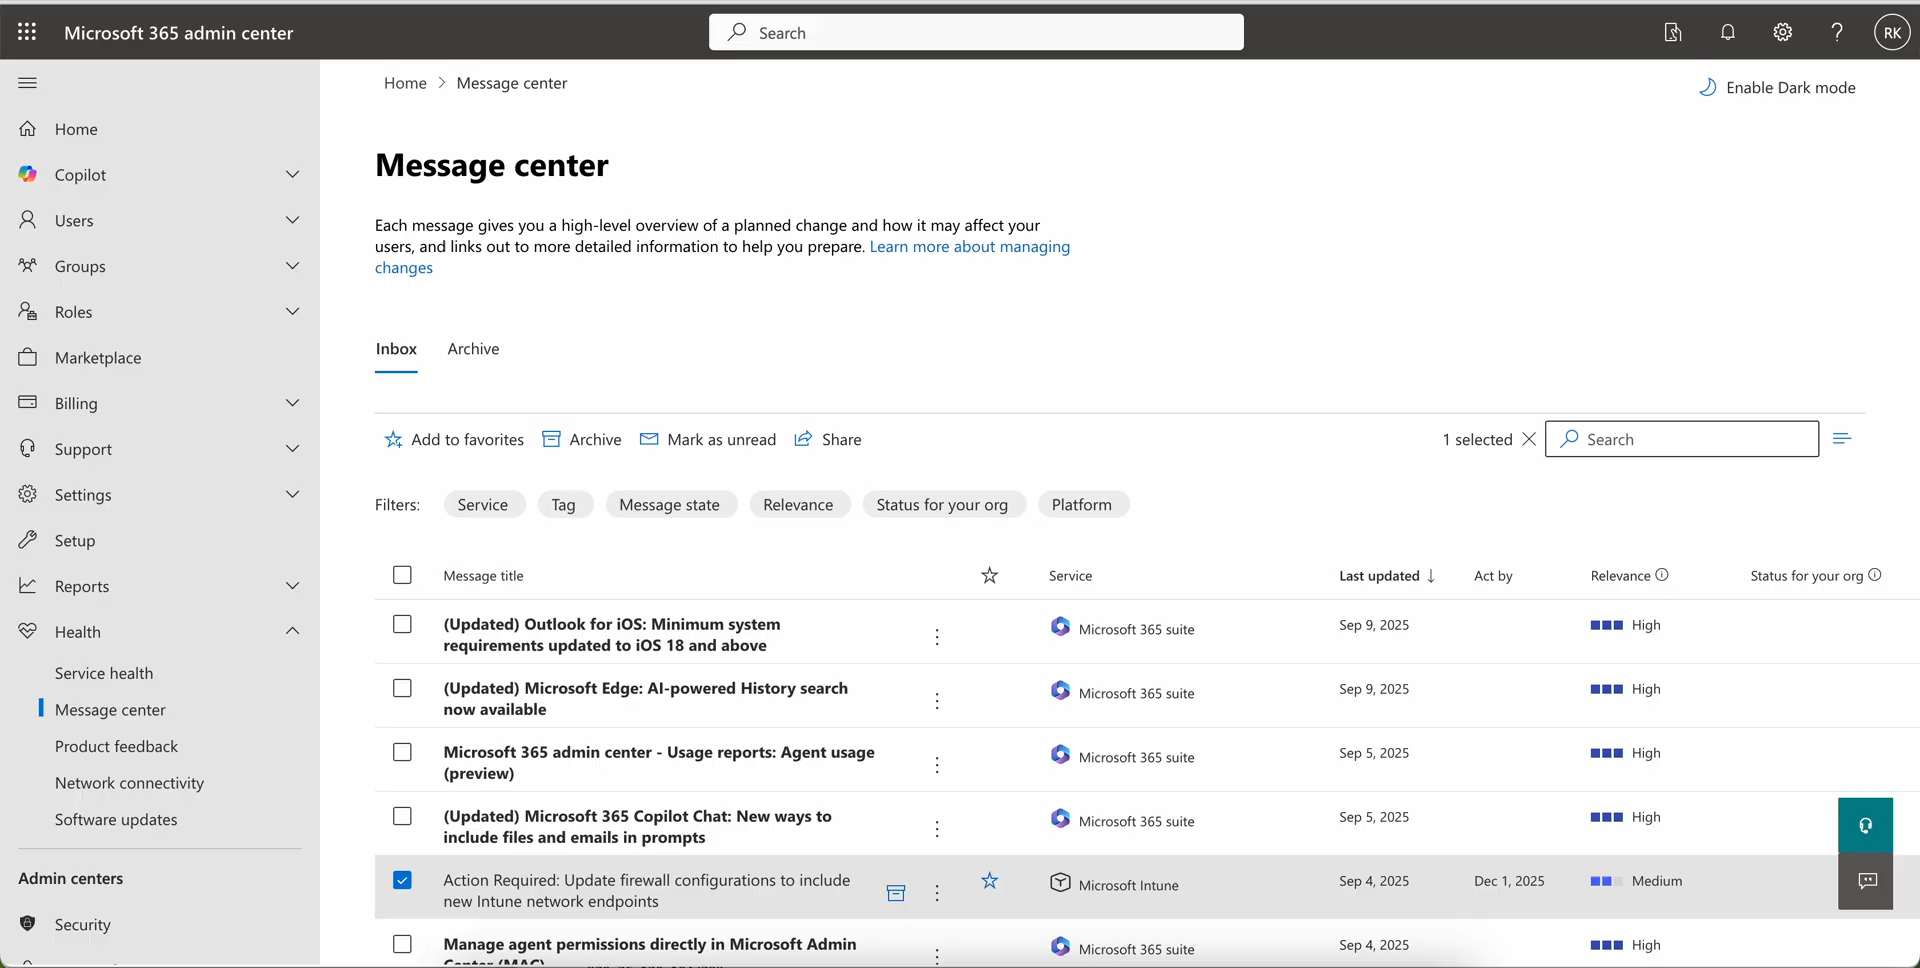 Microsoft 365 admin center
Search
RK
Home
Copilot
Users
Groups
Roles
Marketplace
Billing
Support
Settings
Setup
Reports
Health
Service health
Message center
Product feedback
Network connectivity
Software updates
Admin centers
Security
Home > Message center
Enable Dark mode
Message center
Each message gives you a high-level overview of a planned change and how it may affect your
users, and links out to more detailed information to help you prepare. Learn more about managing
changes
Inbox Archive
Add to favorites Archive Mark as unread Share 1 selected Search
Filters: Service Tag Message state Relevance Status for your org Platform
Message title Service Last updated ↓ Act by Relevance Status for your org
(Updated) Outlook for iOS: Minimum system
requirements updated to iOS 18 and above
Microsoft 365 suite Sep 9, 2025 High
(Updated) Microsoft Edge: AI-powered History search
now available
Microsoft 365 suite Sep 9, 2025 High
Microsoft 365 admin center - Usage reports: Agent usage
(preview)
Microsoft 365 suite Sep 5, 2025 High
(Updated) Microsoft 365 Copilot Chat: New ways to
include files and emails in prompts
Microsoft 365 suite Sep 5, 2025 High
Action Required: Update firewall configurations to include
new Intune network endpoints
Microsoft Intune Sep 4, 2025 Dec 1, 2025 Medium
Manage agent permissions directly in Microsoft Admin
Center (MAC)
Microsoft 365 suite Sep 4, 2025 High